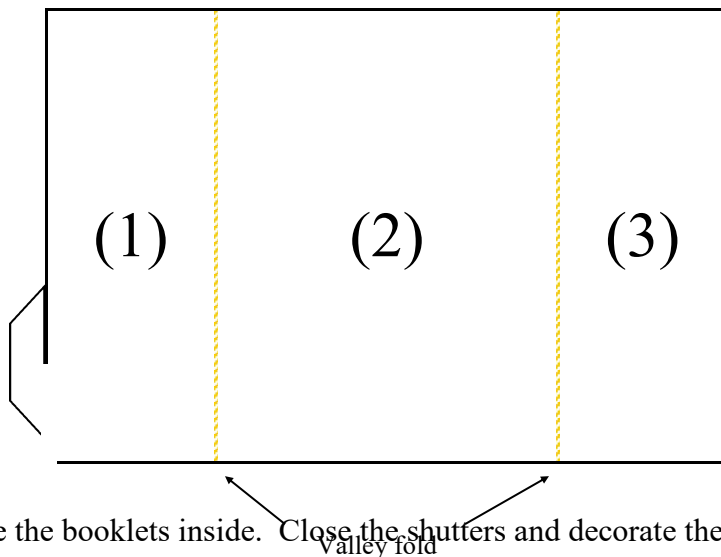 (1) (2) (3)
e the booklets inside.  Close the shutters and decorate the
Valley fold